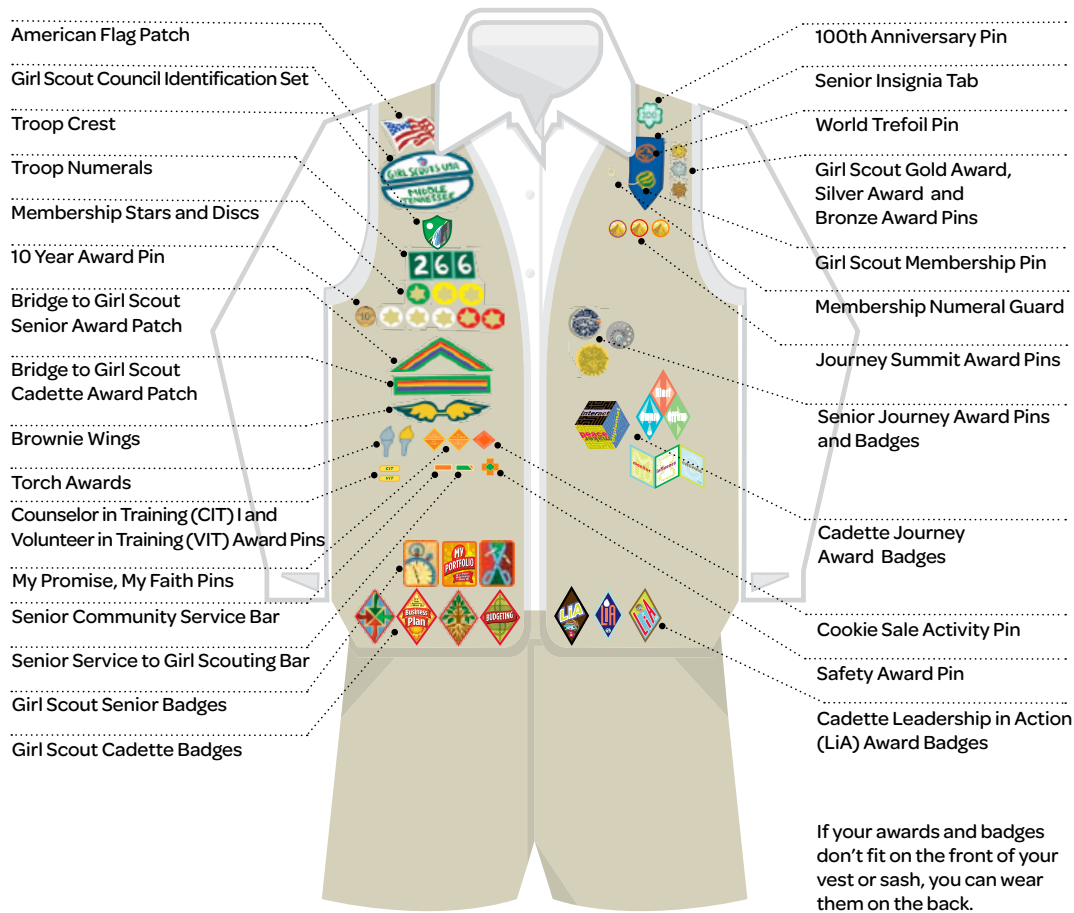 American Flag Patch
Girl Scout Council Identification Set
Troop Crest
Troop Numerals
Membership Stars and Discs
10 Year Award Pin
Bridge to Girl Scout
Senior Award Patch
Bridge to Girl Scout
Cadette Award Patch
Brownie Wings
Torch Awards
Counselor in Training (CIT) I and
Volunteer in Training (VIT) Award Pins
My Promise, My Faith Pins
Senior Community Service Bar
Senior Service to Girl Scouting Bar
Girl Scout Senior Badges
Girl Scout Cadette Badges
GIRL SCOUTS USA
MIDDLE
TENNESSEE
266
10
CIT
VIT
MY
PORTFOLIO
Business
Plan
BUDGETING
100
LiA
LiA
LiA
100th Anniversary Pin
Senior Insignia Tab
World Trefoil Pin
Girl Scout Gold Award,
Silver Award and
Bronze Award Pins
Girl Scout Membership Pin
Membership Numeral Guard
Journey Summit Award Pins
Senior Journey Award Pins
and Badges
Cadette Journey
Award Badges
Cookie Sale Activity Pin
Safety Award Pin
Cadette Leadership in Action
(LiA) Award Badges
If your awards and badges
don't fit on the front of your
vest or sash, you can wear
them on the back.